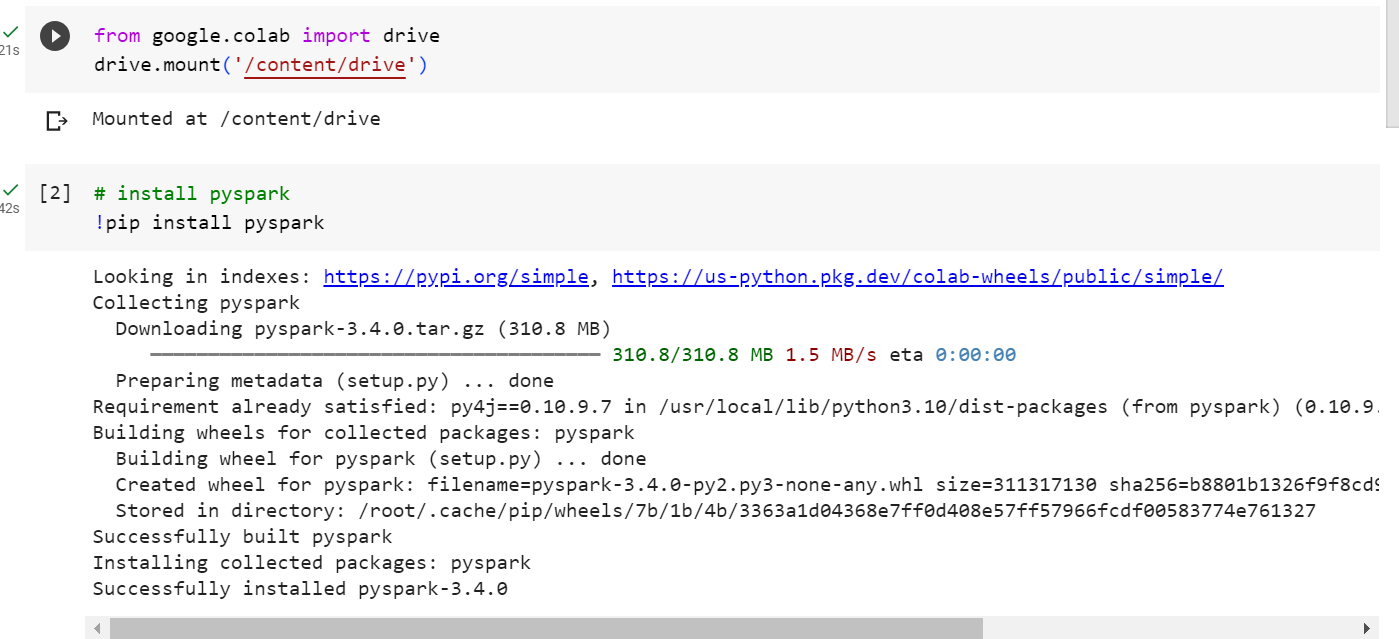 from google.colab import drive
21s
drive.mount('/content/drive')
Mounted at /content/drive
[2] # install pyspark
42s
!pip install pyspark
Looking in indexes: https://pypi.org/simple, https://us-python.pkg.dev/colab-wheels/public/simple/
Collecting pyspark
Downloading pyspark-3.4.0.tar.gz (310.8 MB)
310.8/310.8 MB 1.5 MB/s eta 0:00:00
Preparing metadata (setup.py) ... done
Requirement already satisfied: py4j==0.10.9.7 in /usr/local/lib/python3.10/dist-packages (from pyspark) (0.10.9.
Building wheels for collected packages: pyspark
Building wheel for pyspark (setup.py) ... done
Created wheel for pyspark: filename=pyspark-3.4.0-py2.py3-none-any.whl size=311317130 sha256=b8801b1326f9f8cd9
Stored in directory: /root/.cache/pip/wheels/7b/1b/4b/3363a1d04368e7ff0d408e57ff57966fcdf00583774e761327
Successfully built pyspark
Installing collected packages: pyspark
Successfully installed pyspark-3.4.0